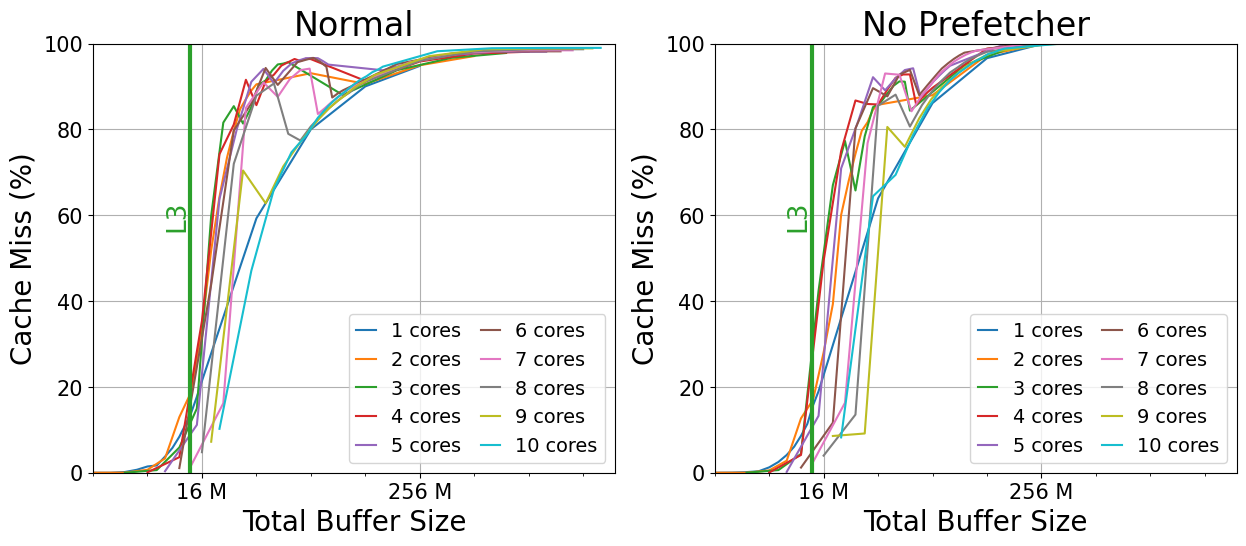 Normal
Cache Miss (%)
100
80
60
40
20
0
L3
16 M
256 M
Total Buffer Size
1 cores
2 cores
3 cores
4 cores
5 cores
6 cores
7 cores
8 cores
9 cores
10 cores
No Prefetcher
Cache Miss (%)
100
80
60
40
20
0
L3
16 M
256 M
Total Buffer Size
1 cores
2 cores
3 cores
4 cores
5 cores
6 cores
7 cores
8 cores
9 cores
10 cores